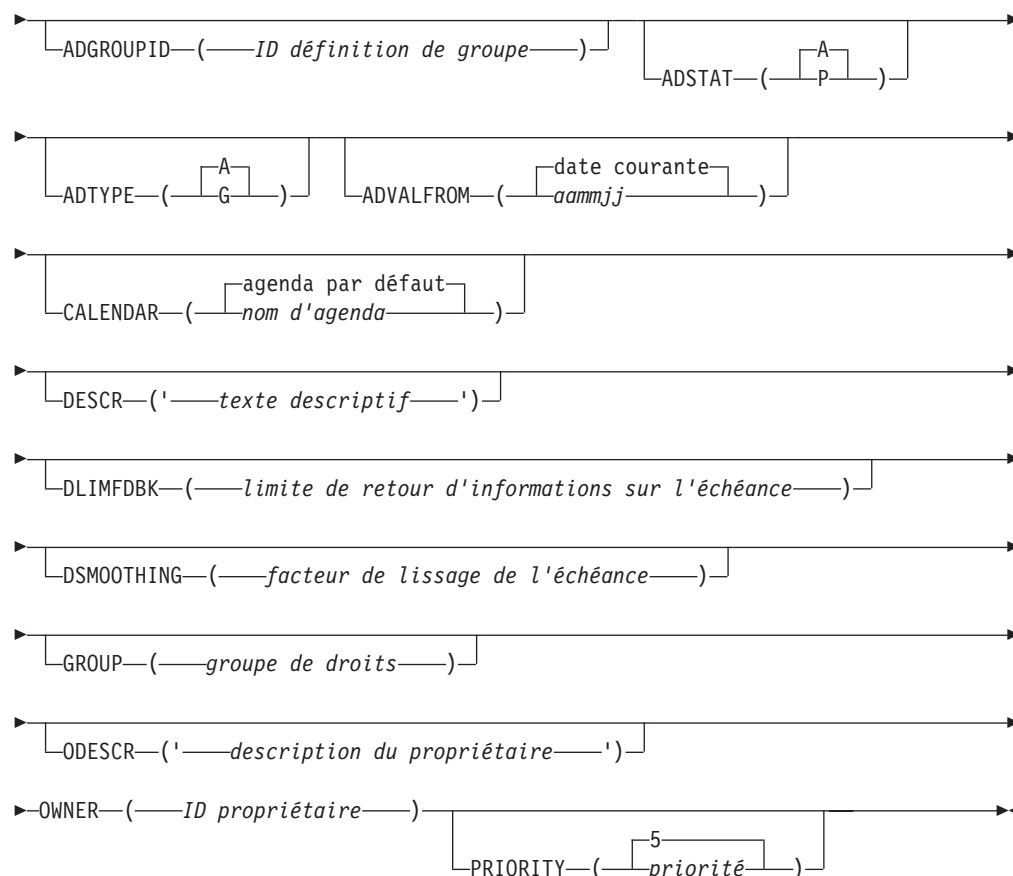 ADGROUPID ( ID définition de groupe )
A
ADSTAT ( P )
A
ADTYPE ( G )
date courante
ADVALFROM ( aammjj )
agenda par défaut
CALENDAR ( nom d'agenda )
DESCR (' texte descriptif ')
DLIMFDBK ( limite de retour d'informations sur l'échéance )
DSMOOTHING ( facteur de lissage de l'échéance )
GROUP ( groupe de droits )
ODESCR (' description du propriétaire ')
OWNER ( ID propriétaire )
5
PRIORITY ( priorité )